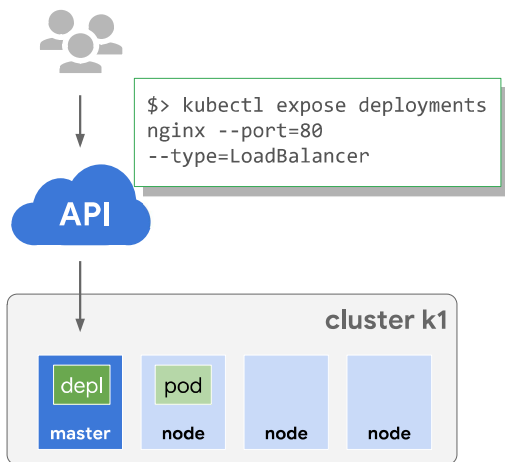 $> kubectl expose deployments
nginx --port=80
--type=LoadBalancer
API
cluster k1
depl
pod
master
node
node
node